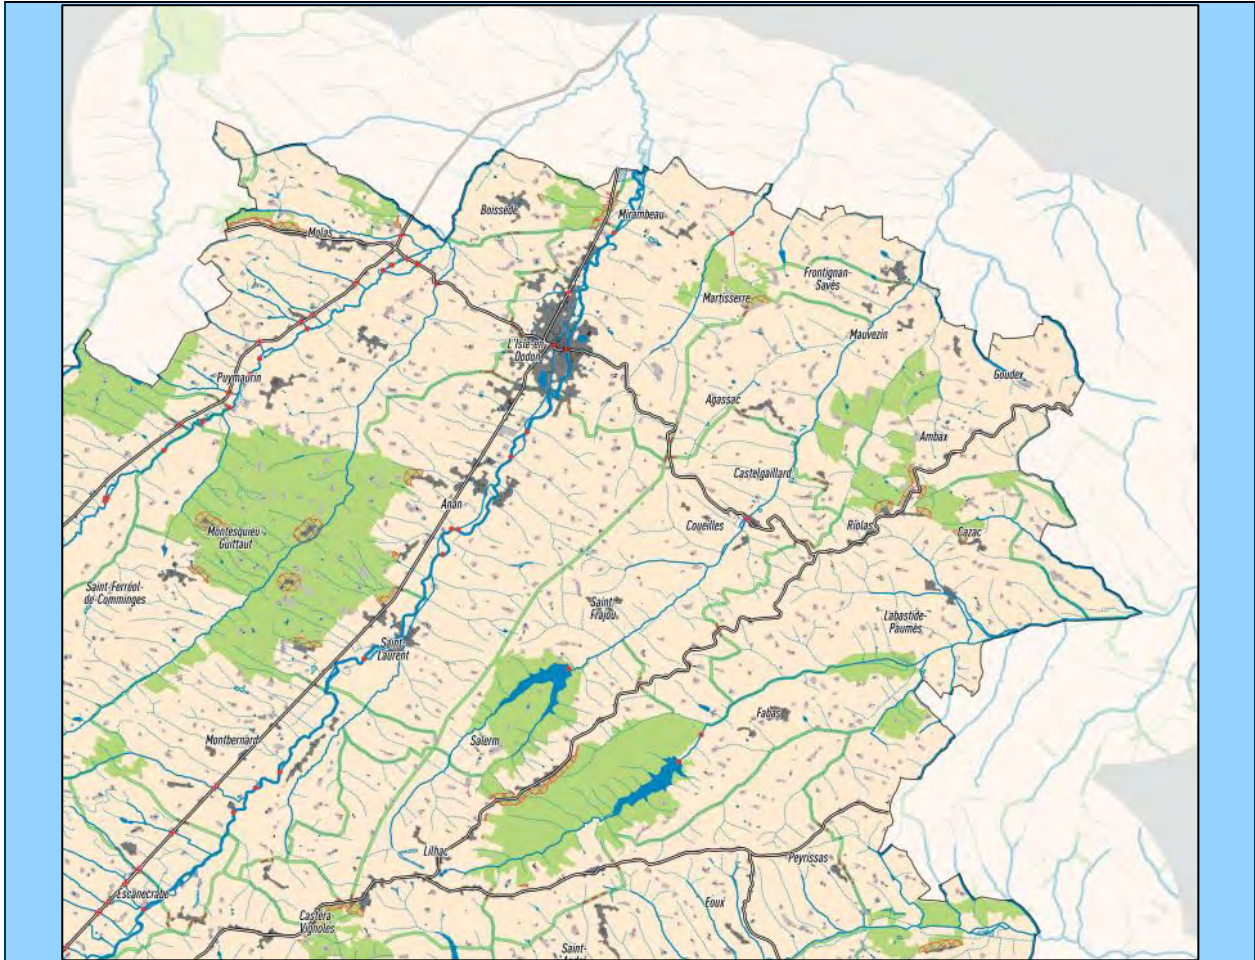 Boissède
Mirambeau
Molas
Frontignan-
Savès
Martisserre
Mauvezin
L'Isle-en-
Dodon
Goudex
Puymaurin
Agassac
Ambax
Castelgaillard
Anan
Coueilles
Riolas
Cazac
Montesquieu-
Guittaut
Saint-Ferréol-
de-Comminges
Saint-
Frajou
Labastide-
Paumès
Saint-
Laurent
Fabas
Salerm
Montbernard
Lilhac
Peyrissas
Escanecrabe
Eoux
Castéra-
Vignoles
Saint-
André